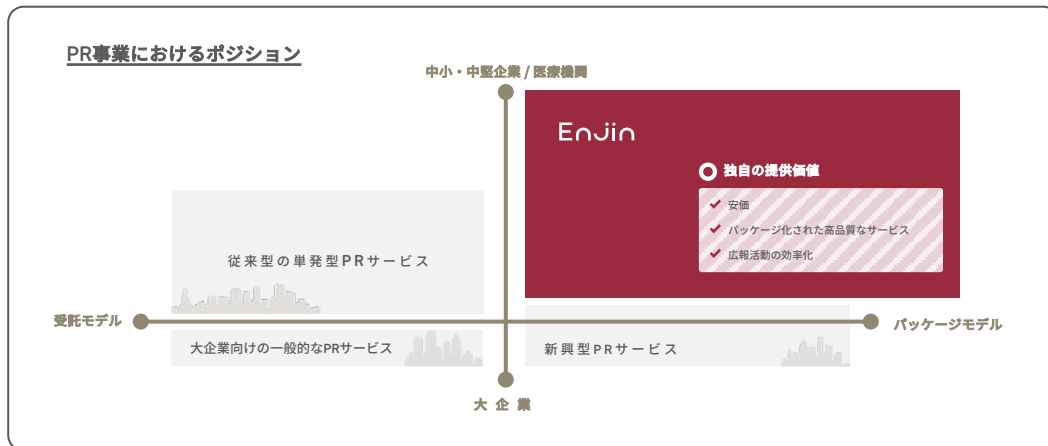 PR事業におけるポジション
中小・中堅企業 / 医療機関
Enjin
独自の提供価値
安価
パッケージ化された高品質なサービス
広報活動の効率化
従来型の単発型PRサービス
受託モデル
パッケージモデル
大企業向けの一般的なPRサービス
新興型PRサービス
大企業